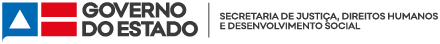 GOVERNO
DO ESTADO
SECRETARIA DE JUSTIÇA, DIREITOS HUMANOS
E DESENVOLVIMENTO SOCIAL